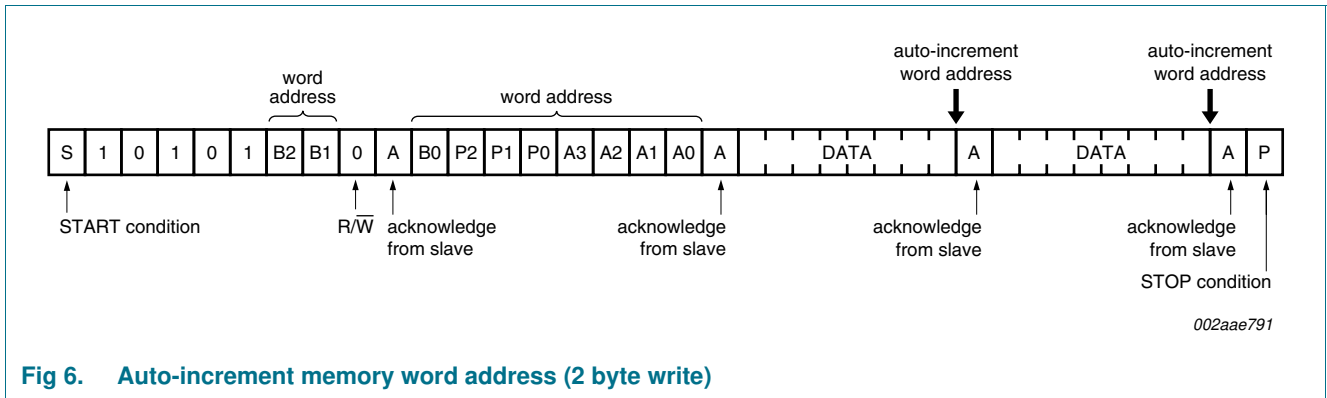 auto-increment
word address
auto-increment
word address
word
address
word address
S 1 0 1 0 1 B2 B1 0 A B0 P2 P1 P0 A3 A2 A1 A0 A DATA A DATA A P
START condition
R/W̅
acknowledge
from slave
acknowledge
from slave
acknowledge
from slave
acknowledge
from slave
STOP condition
002aae791
Fig 6. Auto-increment memory word address (2 byte write)